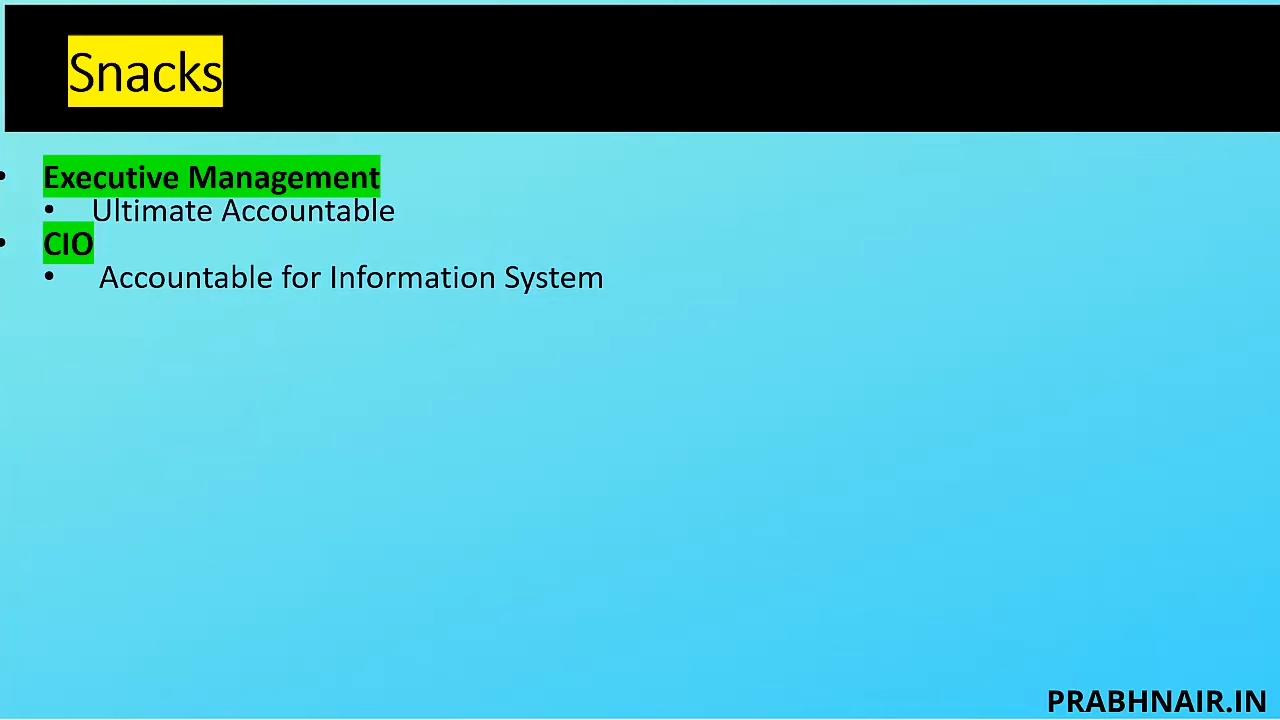 Snacks
• Executive Management
• Ultimate Accountable
• CIO
• Accountable for Information System
PRABHNAIR.IN